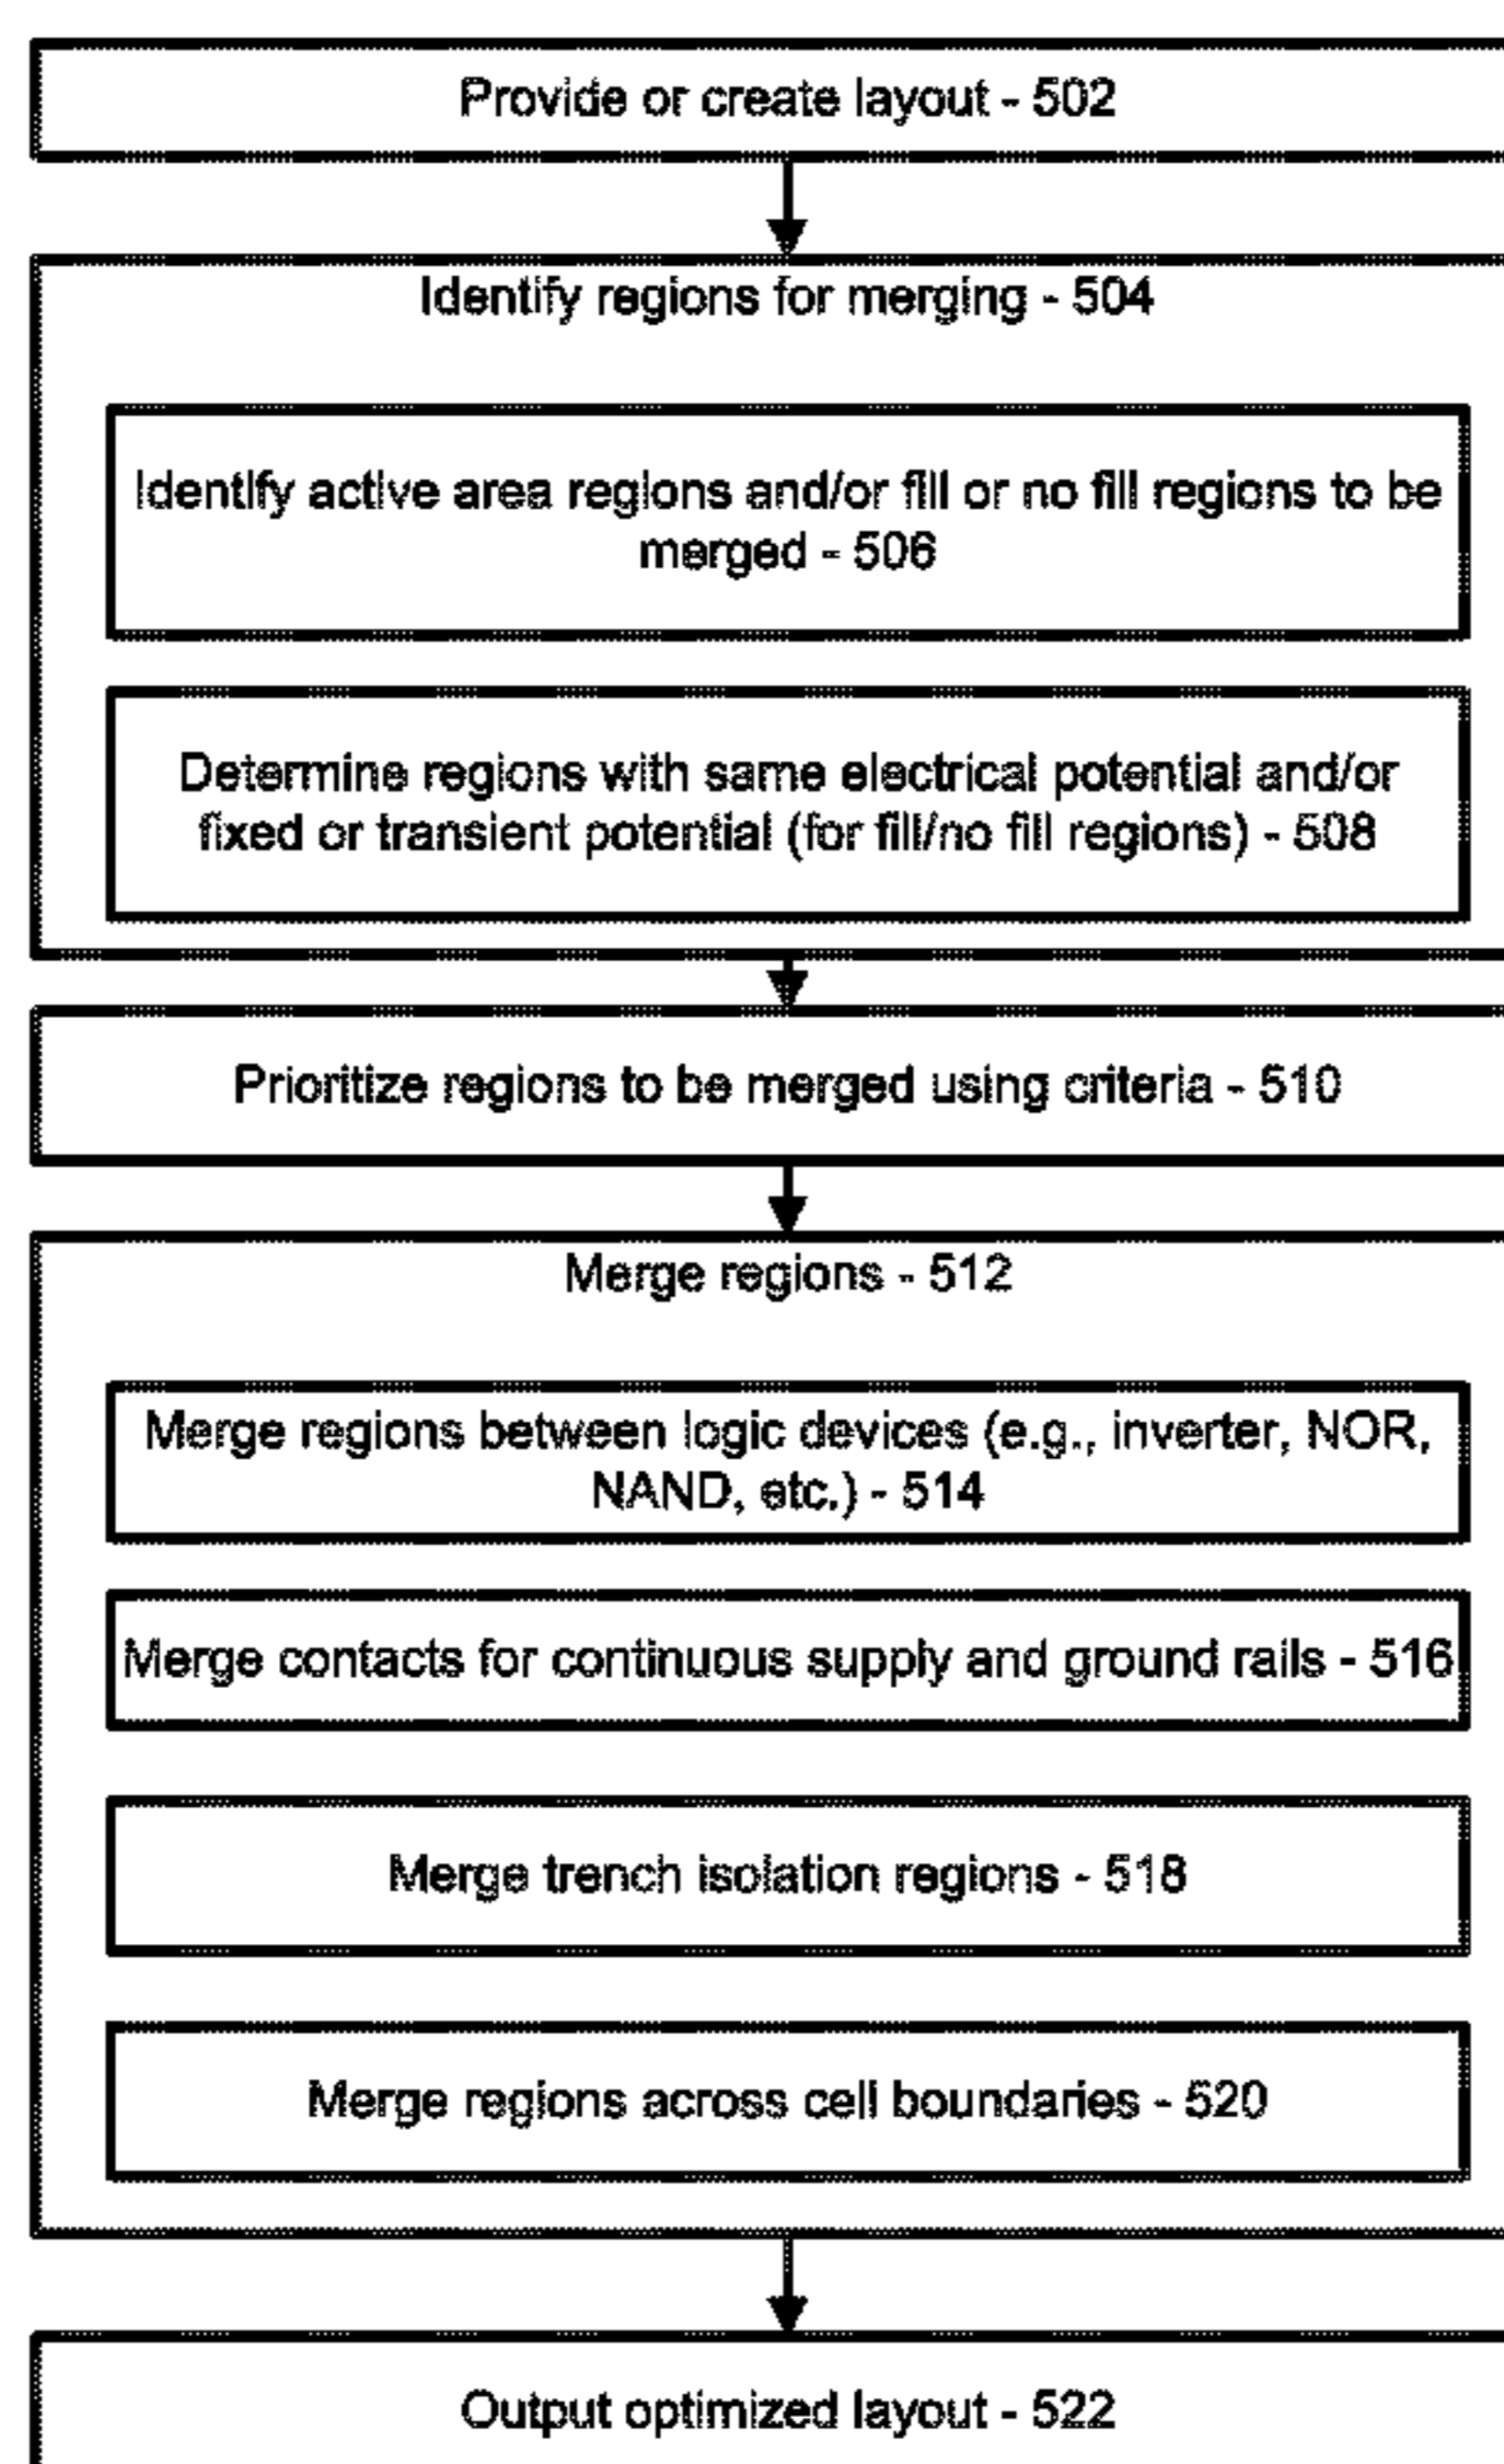 Provide or create layout - 502
Identify regions for merging - 504
Identify active area regions and/or fill or no fill regions to be
merged - 506
Determine regions with same electrical potential and/or
fixed or transient potential (for fill/no fill regions) - 508
Prioritize regions to be merged using criteria - 510
Merge regions - 512
Merge regions between logic devices (e.g., inverter, NOR,
NAND, etc.) - 514
Merge contacts for continuous supply and ground rails - 516
Merge trench isolation regions - 518
Merge regions across cell boundaries - 520
Output optimized layout - 522